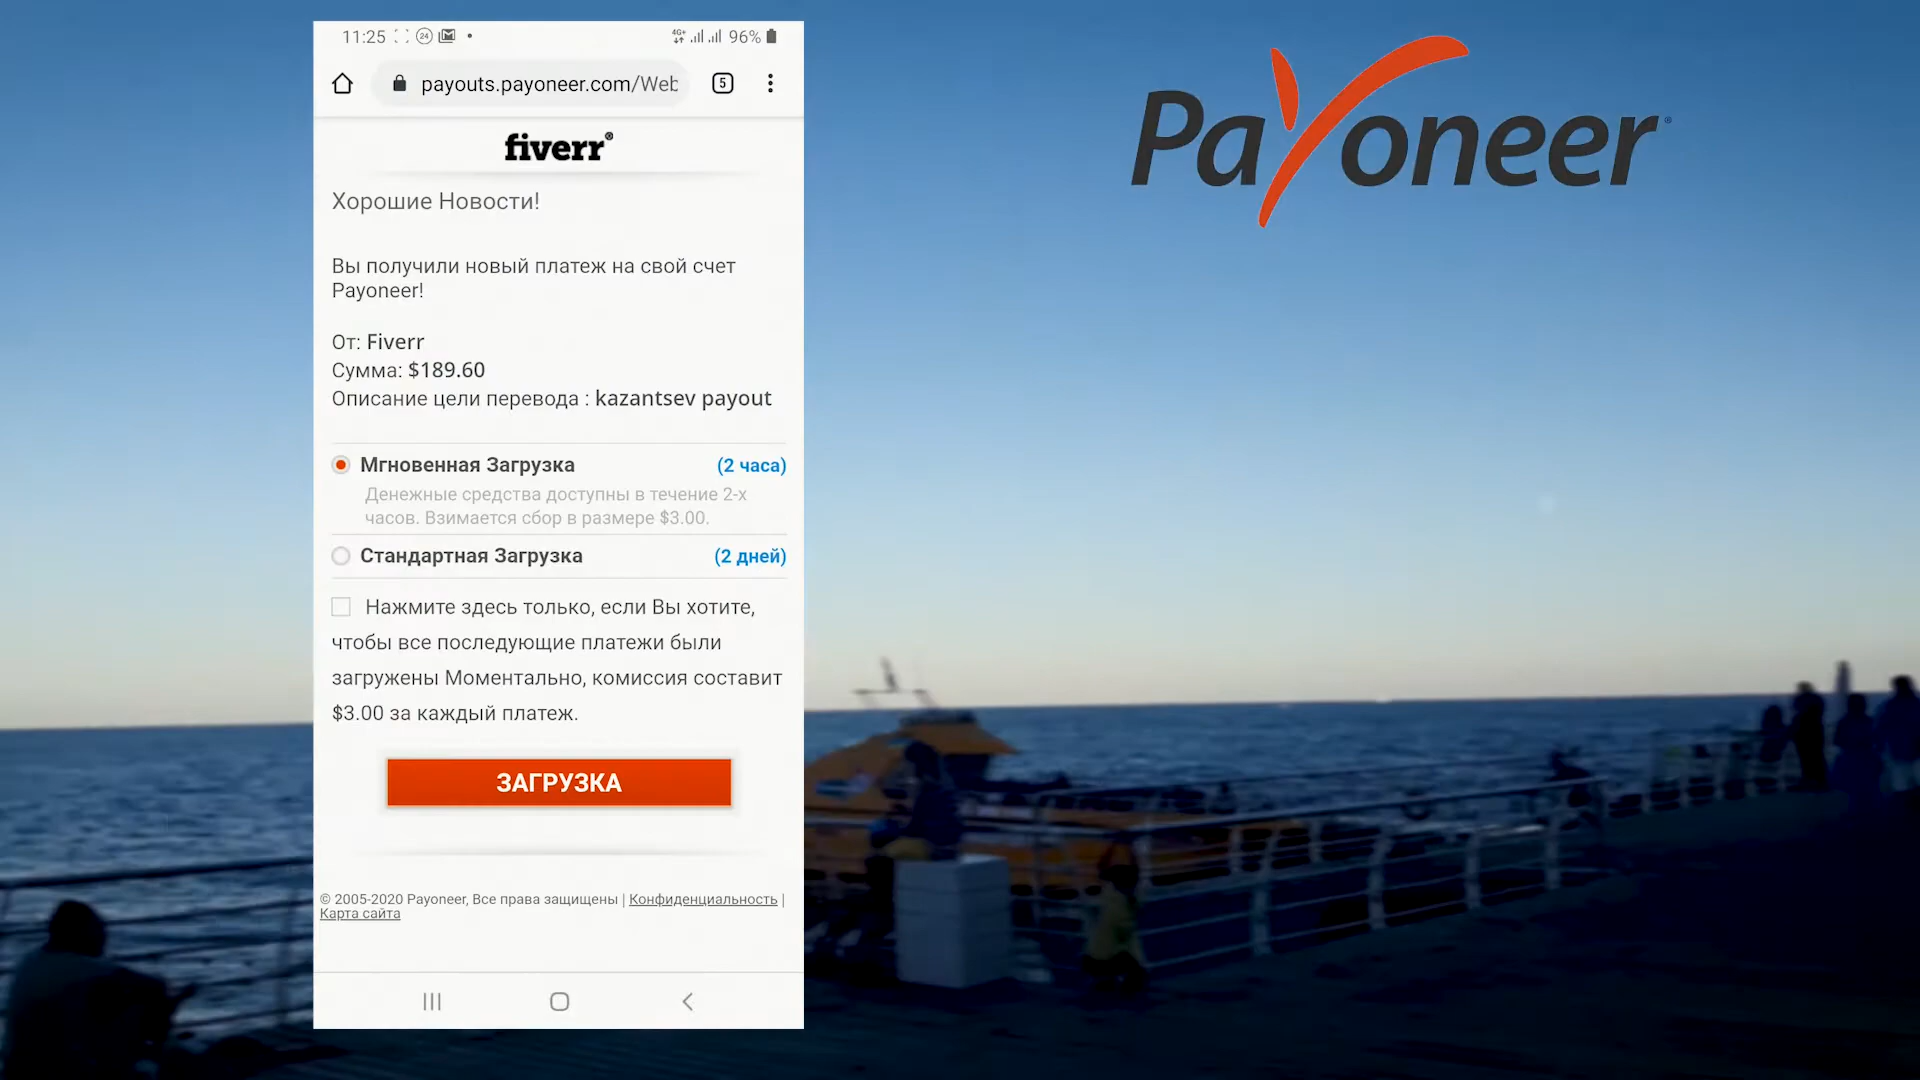 11:25 24 4G+ 96%
payouts.payoneer.com/Web 5
fiverr®
Хорошие Новости!
Вы получили новый платеж на свой счет
Payoneer!
От: Fiverr
Сумма: $189.60
Описание цели перевода : kazantsev payout
Мгновенная Загрузка (2 часа)
Денежные средства доступны в течение 2-х
часов. Взимается сбор в размере $3.00.
Стандартная Загрузка (2 дней)
Нажмите здесь только, если Вы хотите,
чтобы все последующие платежи были
загружены Моментально, комиссия составит
$3.00 за каждый платеж.
ЗАГРУЗКА
© 2005-2020 Payoneer, Все права защищены | Конфиденциальность |
Карта сайта
Payoneer®